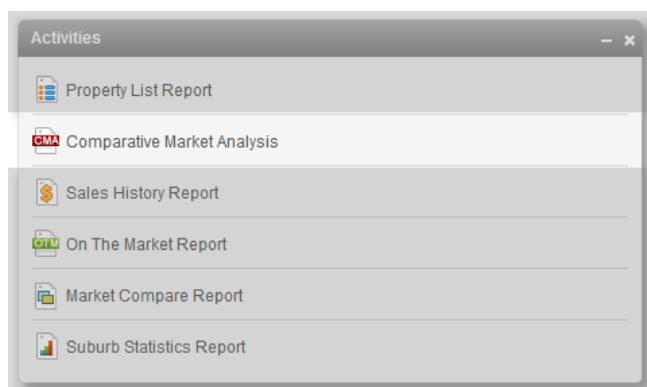 Activities
Property List Report
CMA Comparative Market Analysis
Sales History Report
OTM On The Market Report
Market Compare Report
Suburb Statistics Report